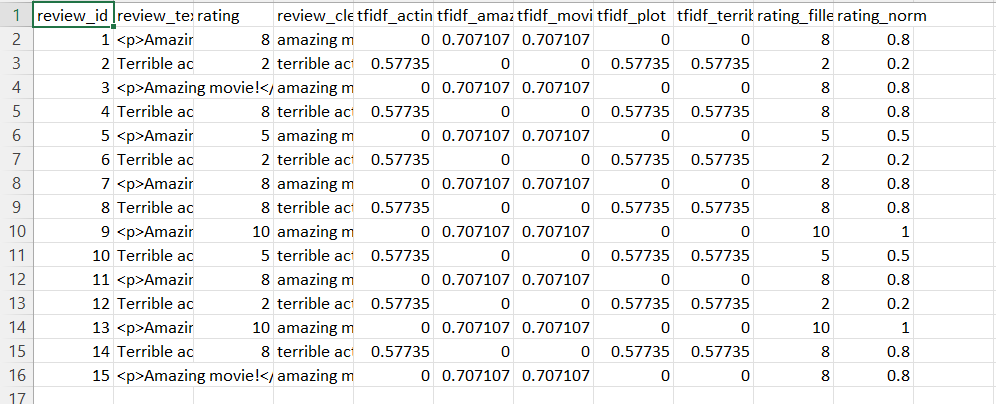 1 review_id review_tex rating review_cle tfidf_actin tfidf_amaz tfidf_movi tfidf_plot tfidf_terrib rating_fille rating_norm
2 1 <p>Amazin 8 amazing m 0 0.707107 0.707107 0 0 8 0.8
3 2 Terrible ac 2 terrible act 0.57735 0 0 0.57735 0.57735 2 0.2
4 3 <p>Amazing movie!</ amazing m 0 0.707107 0.707107 0 0 8 0.8
5 4 Terrible ac 8 terrible act 0.57735 0 0 0.57735 0.57735 8 0.8
6 5 <p>Amazin 5 amazing m 0 0.707107 0.707107 0 0 5 0.5
7 6 Terrible ac 2 terrible act 0.57735 0 0 0.57735 0.57735 2 0.2
8 7 <p>Amazin 8 amazing m 0 0.707107 0.707107 0 0 8 0.8
9 8 Terrible ac 8 terrible act 0.57735 0 0 0.57735 0.57735 8 0.8
10 9 <p>Amazin 10 amazing m 0 0.707107 0.707107 0 0 10 1
11 10 Terrible ac 5 terrible act 0.57735 0 0 0.57735 0.57735 5 0.5
12 11 <p>Amazin 8 amazing m 0 0.707107 0.707107 0 0 8 0.8
13 12 Terrible ac 2 terrible act 0.57735 0 0 0.57735 0.57735 2 0.2
14 13 <p>Amazin 10 amazing m 0 0.707107 0.707107 0 0 10 1
15 14 Terrible ac 8 terrible act 0.57735 0 0 0.57735 0.57735 8 0.8
16 15 <p>Amazing movie!</ amazing m 0 0.707107 0.707107 0 0 8 0.8
17